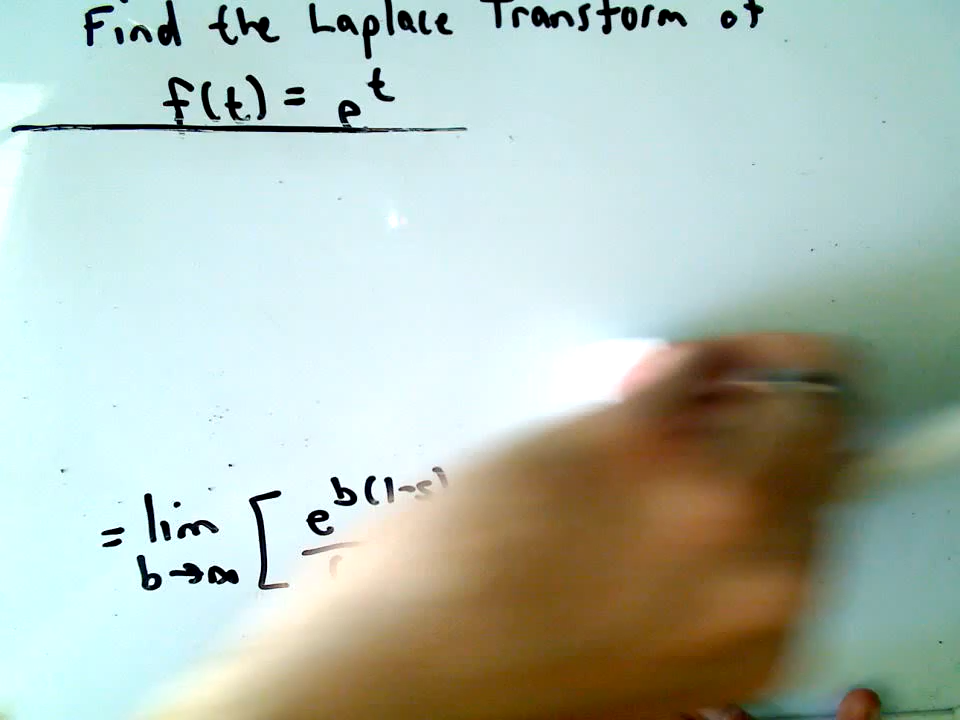 Find the Laplace Transform of
f(t) = e^t
= lim b→∞ [ e^b(1-s)